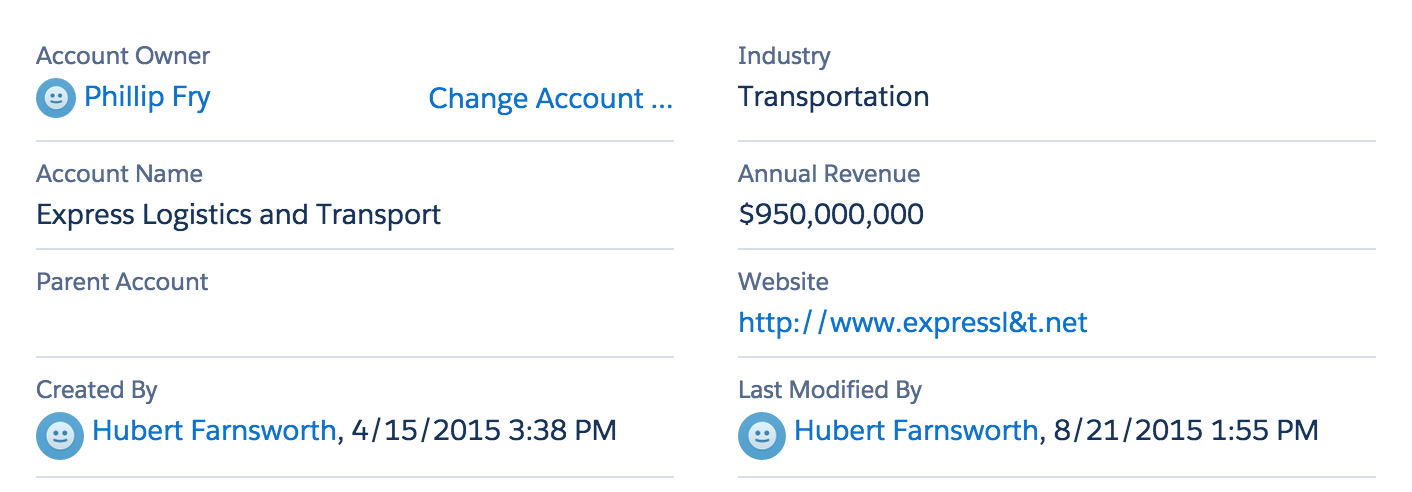 Account Owner
Phillip Fry
Change Account ...
Industry
Transportation
Account Name
Express Logistics and Transport
Annual Revenue
$950,000,000
Parent Account
Website
http://www.expressl&t.net
Created By
Hubert Farnsworth, 4/15/2015 3:38 PM
Last Modified By
Hubert Farnsworth, 8/21/2015 1:55 PM